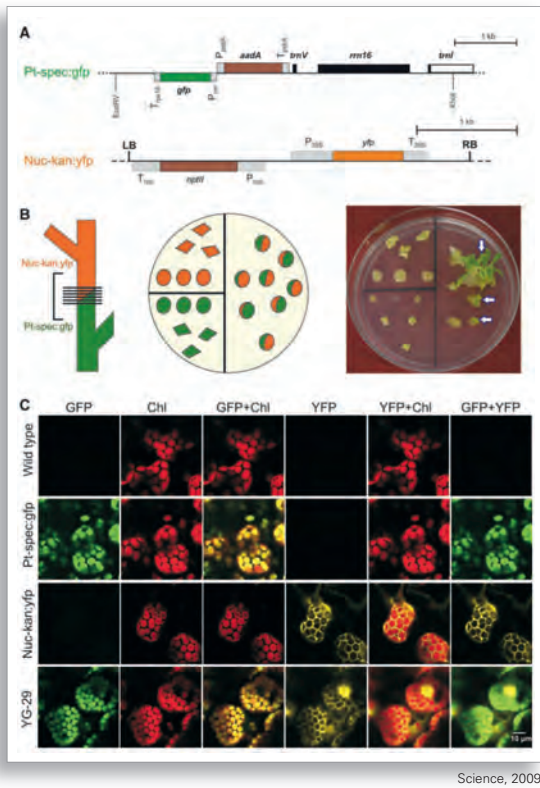 A
1 kb
aadA
trnV
rrn16
trnI
Pt-spec:gfp
gfp
1 kb
LB
yfp
RB
Nuc-kan:yfp
nptII
B
Nuc-kan:yfp
Pt-spec:gfp
C
GFP
Chl
GFP+Chl
YFP
YFP+Chl
GFP+YFP
Wild type
Pt-spec:gfp
Nuc-kan:yfp
YG-29
10 µm
Science, 2009